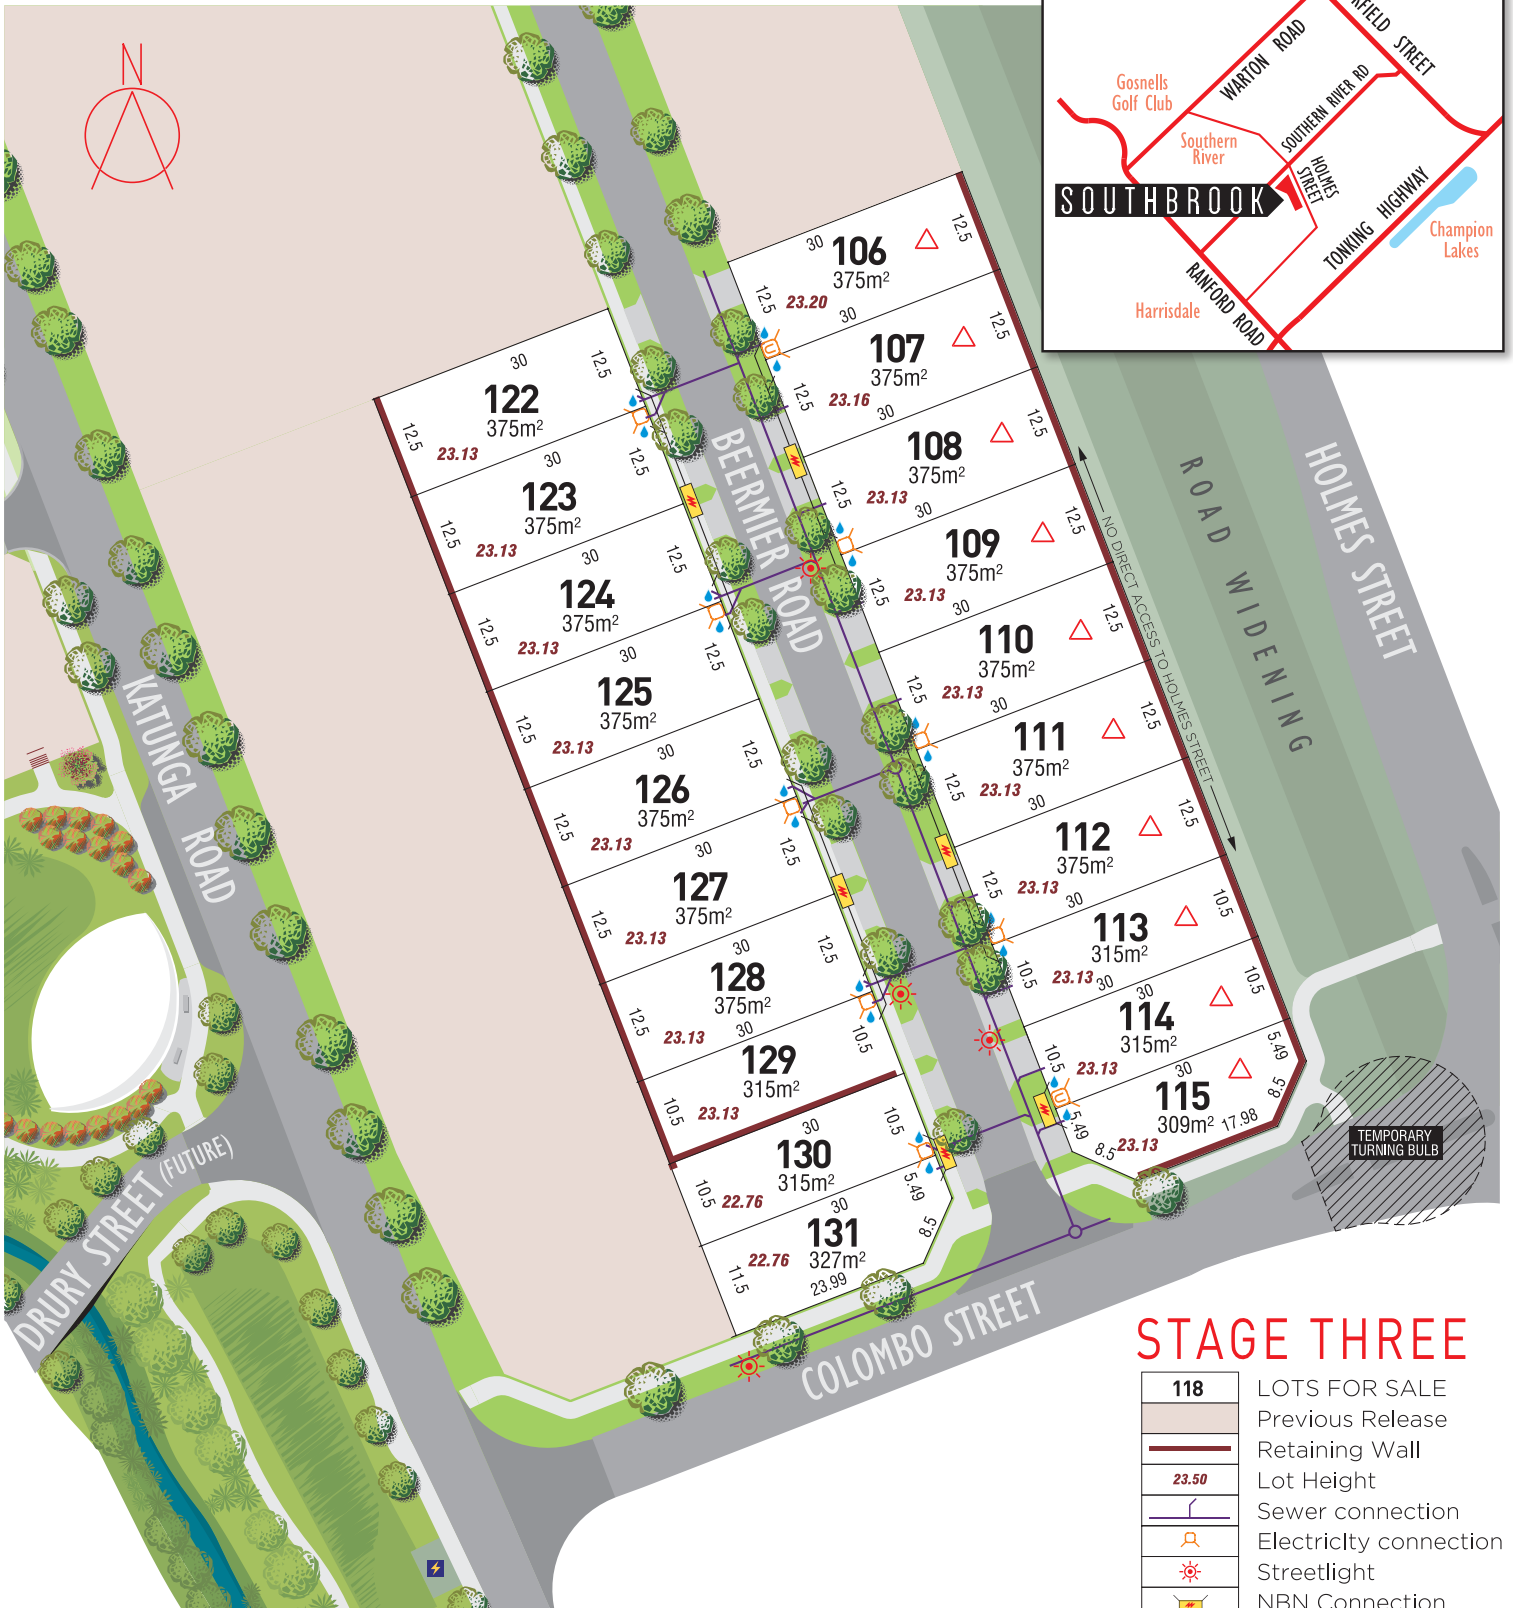 N
RFIELD STREET
WARTON ROAD
Gosnells
Golf Club
SOUTHERN RIVER RD
Southern
River
HOLMES
STREET
SOUTHBROOK
TONKING HIGHWAY
Champion
Lakes
RANFORD ROAD
Harrisdale
30
106
375m²
12.5
12.5
23.20
30
107
375m²
12.5
12.5
23.16
30
108
375m²
12.5
12.5
23.13
30
109
375m²
12.5
12.5
23.13
30
110
375m²
12.5
12.5
23.13
30
111
375m²
12.5
12.5
23.13
30
112
375m²
12.5
12.5
23.13
30
113
315m²
10.5
10.5
23.13
30
30
114
315m²
10.5
10.5
23.13
30
115
309m²
5.49
8.5
17.98
5.49
8.5
23.13
30
122
375m²
12.5
12.5
23.13
30
123
375m²
12.5
12.5
23.13
30
124
375m²
12.5
12.5
23.13
30
125
375m²
12.5
12.5
23.13
30
126
375m²
12.5
12.5
23.13
30
127
375m²
12.5
12.5
23.13
30
128
375m²
12.5
12.5
23.13
30
129
315m²
10.5
10.5
23.13
30
130
315m²
10.5
10.5
22.76
30
131
327m²
5.49
8.5
11.5
22.76
23.99
BEERMIER ROAD
KATUNGA ROAD
HOLMES STREET
ROAD WIDENING
NO DIRECT ACCESS TO HOLMES STREET
TEMPORARY
TURNING BULB
DRURY STREET (FUTURE)
COLOMBO STREET
STAGE THREE
118 LOTS FOR SALE
Previous Release
Retaining Wall
23.50 Lot Height
Sewer connection
Electricity connection
Streetlight
NBN Connection